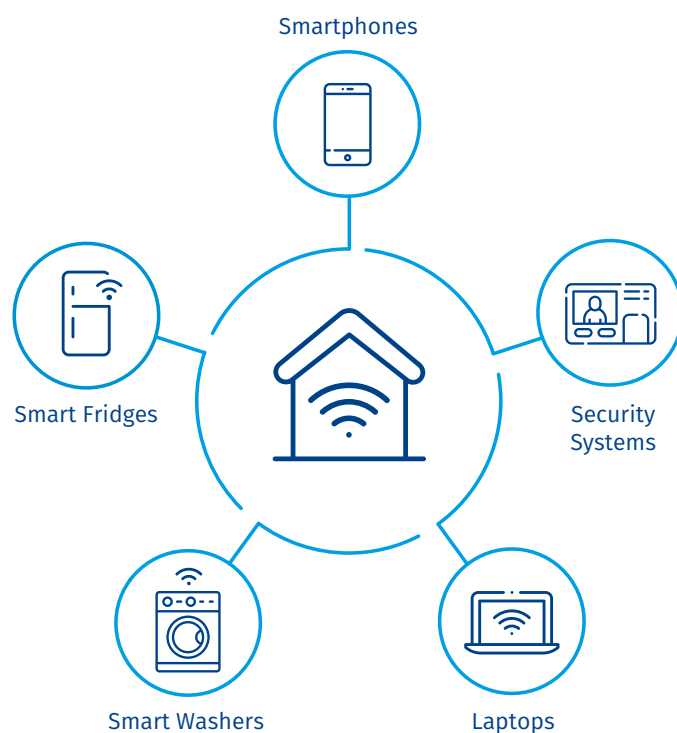 Smartphones
Smart Fridges
Security
Systems
Smart Washers
Laptops